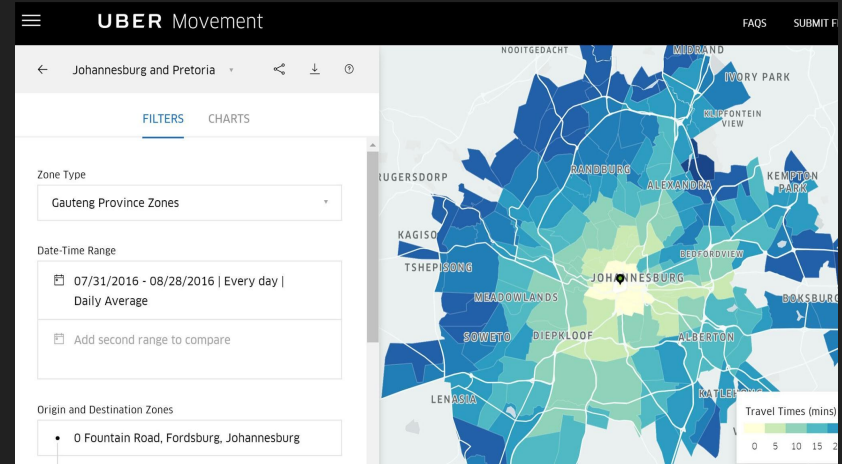 UBER Movement
FAQS
SUBMIT F
Johannesburg and Pretoria
FILTERS
CHARTS
Zone Type
Gauteng Province Zones
Date-Time Range
07/31/2016 - 08/28/2016 | Every day |
Daily Average
Add second range to compare
Origin and Destination Zones
0 Fountain Road, Fordsburg, Johannesburg
NOOITGEDACHT
MIDRAND
IVORY PARK
KLIPFONTEIN
VIEW
RUGERSDORP
RANDBURG
ALEXANDRA
KEMPTON
PARK
KAGISO
TSHEPISONG
BEDFORDVIEW
JOHANNESBURG
MEADOWLANDS
BOKSBURG
SOWETO
DIEPKLOOF
ALBERTON
LENASIA
Travel Times (mins)
0 5 10 15 2